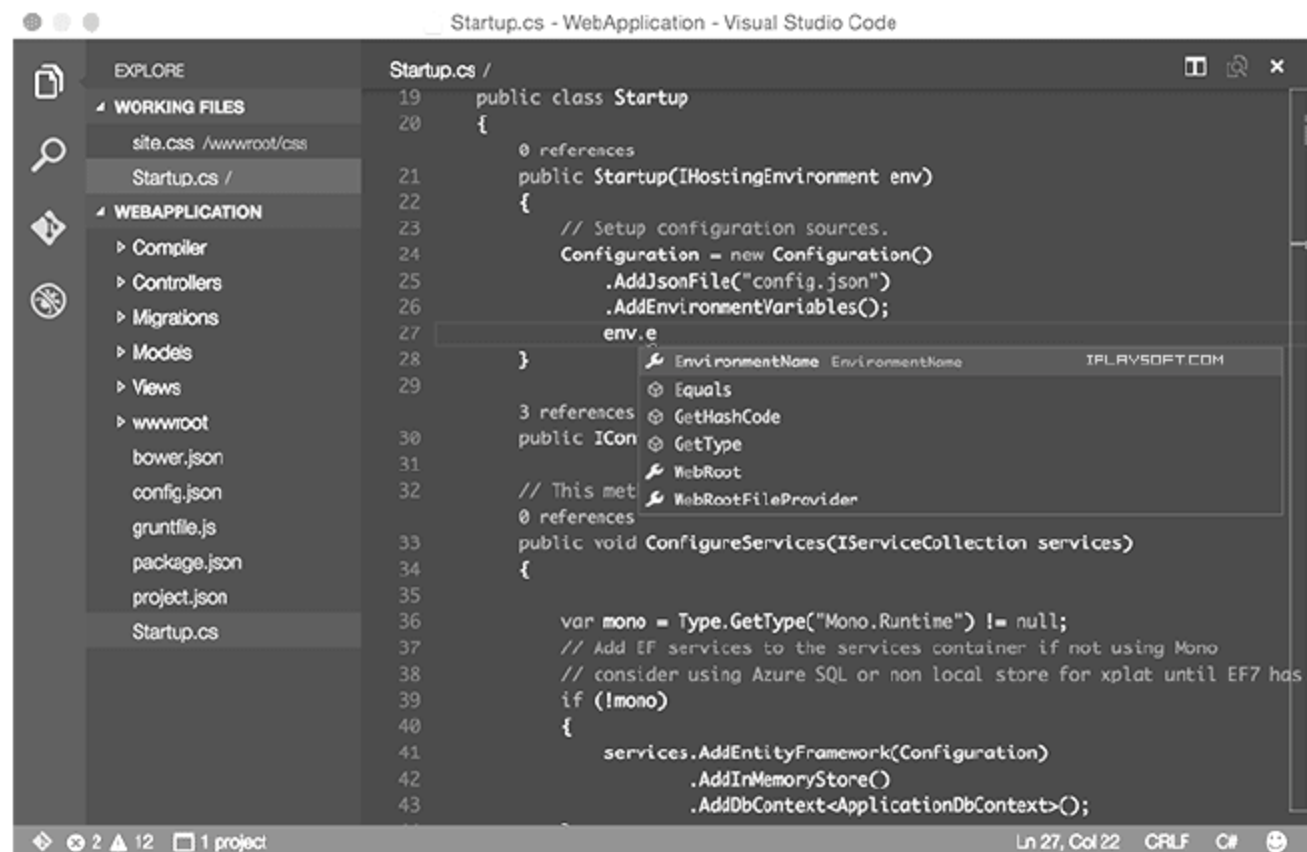 Startup.cs - WebApplication - Visual Studio Code
EXPLORE
WORKING FILES
site.css /wwwroot/css
Startup.cs /
WEBAPPLICATION
Compiler
Controllers
Migrations
Models
Views
wwwroot
bower.json
config.json
gruntfile.js
package.json
project.json
Startup.cs
Startup.cs /
19 public class Startup
20 {
0 references
21 public Startup(IHostingEnvironment env)
22 {
23 // Setup configuration sources.
24 Configuration = new Configuration()
25 .AddJsonFile("config.json")
26 .AddEnvironmentVariables();
27 env.e
28 }
29
3 references
30 public ICon
31
32 // This met
0 references
33 public void ConfigureServices(IServiceCollection services)
34 {
35
36 var mono = Type.GetType("Mono.Runtime") != null;
37 // Add EF services to the services container if not using Mono
38 // consider using Azure SQL or non local store for xplat until EF7 has
39 if (!mono)
40 {
41 services.AddEntityFramework(Configuration)
42 .AddInMemoryStore()
43 .AddDbContext<ApplicationDbContext>();
EnvironmentName EnvironmentName IPLAYSOFT.COM
Equals
GetHashCode
GetType
WebRoot
WebRootFileProvider
2 12 1 project
Ln 27, Col 22 CRLF C#